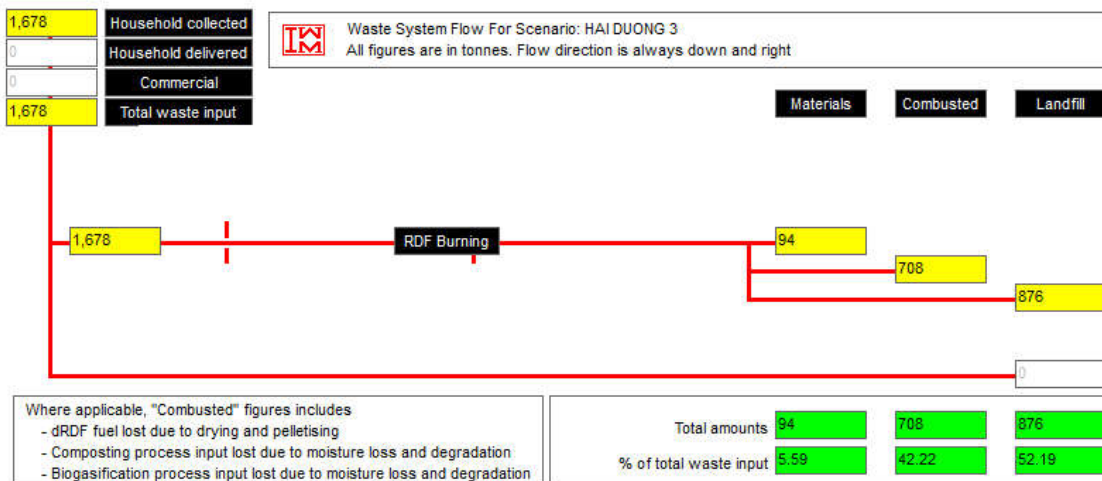 1,678 Household collected
0 Household delivered
0 Commercial
1,678 Total waste input
IWM
Waste System Flow For Scenario: HAI DUONG 3
All figures are in tonnes. Flow direction is always down and right
Materials Combusted Landfill
1,678 RDF Burning 94
708
876
0
Where applicable, "Combusted" figures includes
- dRDF fuel lost due to drying and pelletising
- Composting process input lost due to moisture loss and degradation
- Biogasification process input lost due to moisture loss and degradation
Total amounts 94 708 876
% of total waste input 5.59 42.22 52.19